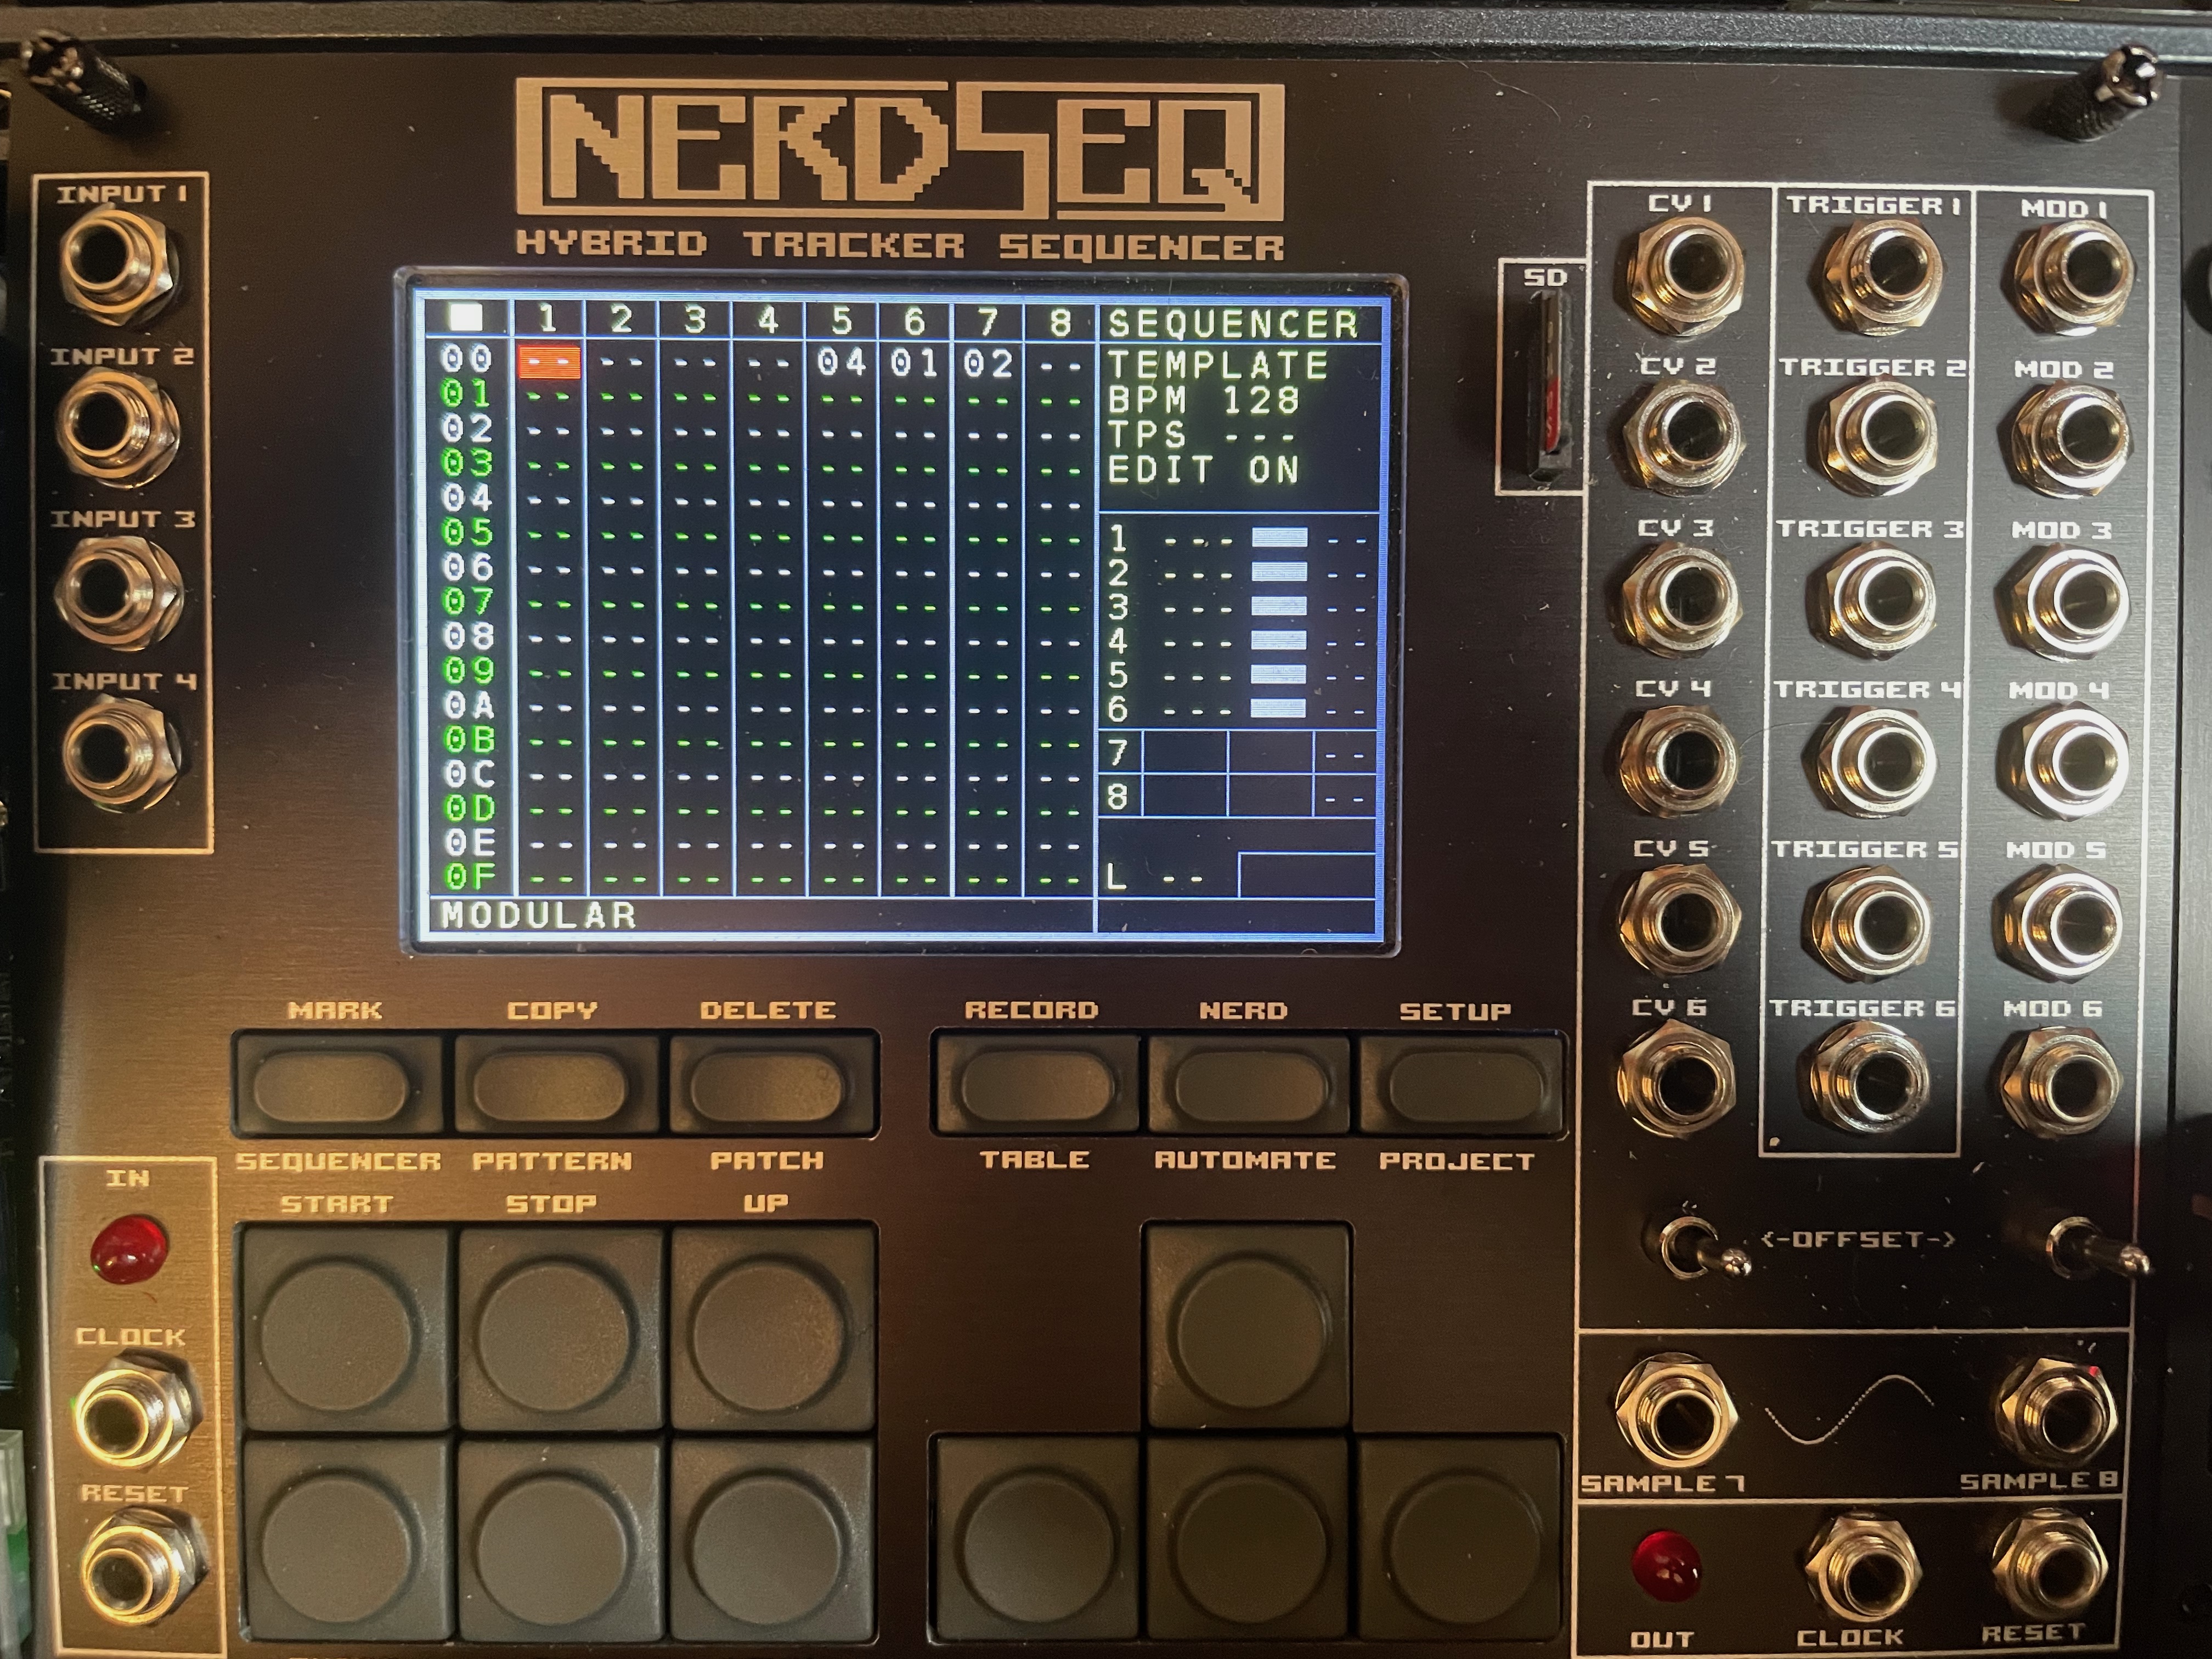 NERDSEQ
HYBRID TRACKER SEQUENCER
INPUT 1
INPUT 2
INPUT 3
INPUT 4
1 2 3 4 5 6 7 8 SEQUENCER
00 -- -- -- -- 04 01 02 -- TEMPLATE
01 -- -- -- -- -- -- -- -- BPM 128
02 -- -- -- -- -- -- -- -- TPS ---
03 -- -- -- -- -- -- -- -- EDIT ON
04 -- -- -- -- -- -- -- --
05 -- -- -- -- -- -- -- -- 1 --- --
06 -- -- -- -- -- -- -- -- 2 --- --
07 -- -- -- -- -- -- -- -- 3 --- --
08 -- -- -- -- -- -- -- -- 4 --- --
09 -- -- -- -- -- -- -- -- 5 --- --
0A -- -- -- -- -- -- -- -- 6 --- --
0B -- -- -- -- -- -- -- -- 7 --
0C -- -- -- -- -- -- -- -- 8 --
0D -- -- -- -- -- -- -- --
0E -- -- -- -- -- -- -- --
0F -- -- -- -- -- -- -- -- L --
MODULAR
SD
CV 1 TRIGGER 1 MOD 1
CV 2 TRIGGER 2 MOD 2
CV 3 TRIGGER 3 MOD 3
CV 4 TRIGGER 4 MOD 4
CV 5 TRIGGER 5 MOD 5
CV 6 TRIGGER 6 MOD 6
<-OFFSET->
SAMPLE 7 SAMPLE 8
OUT CLOCK RESET
MARK COPY DELETE RECORD NERD SETUP
SEQUENCER PATTERN PATCH TABLE AUTOMATE PROJECT
START STOP UP
IN
CLOCK
RESET